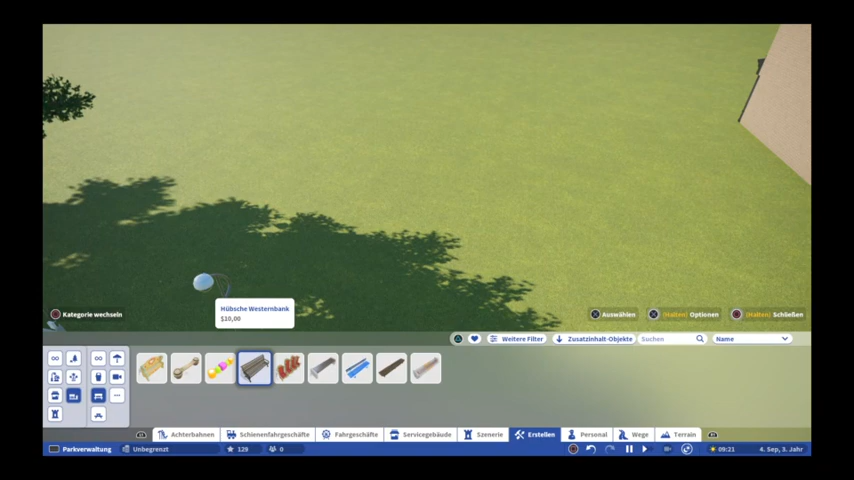 Hübsche Westernbank
$10,00
Kategorie wechseln
Auswählen
(Halten) Optionen
(Halten) Schließen
Weitere Filter
Zusatzinhalt-Objekte
Suchen
Name
Achterbahnen
Schienenfahrgeschäfte
Fahrgeschäfte
Servicegebäude
Szenerie
Erstellen
Personal
Wege
Terrain
Parkverwaltung
Unbegrenzt
129
0
09:21
4. Sep, 3. Jahr